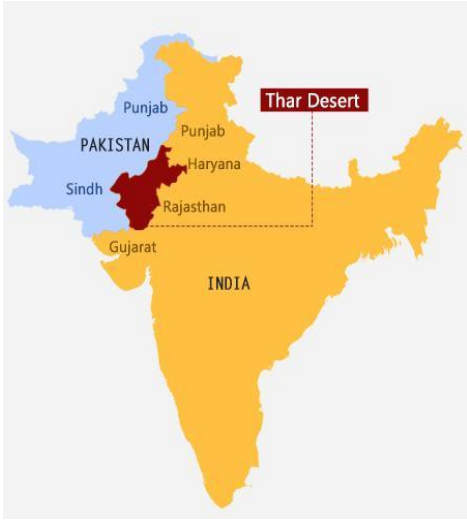 Thar Desert
Punjab
Punjab
PAKISTAN
Haryana
Sindh
Rajasthan
Gujarat
INDIA